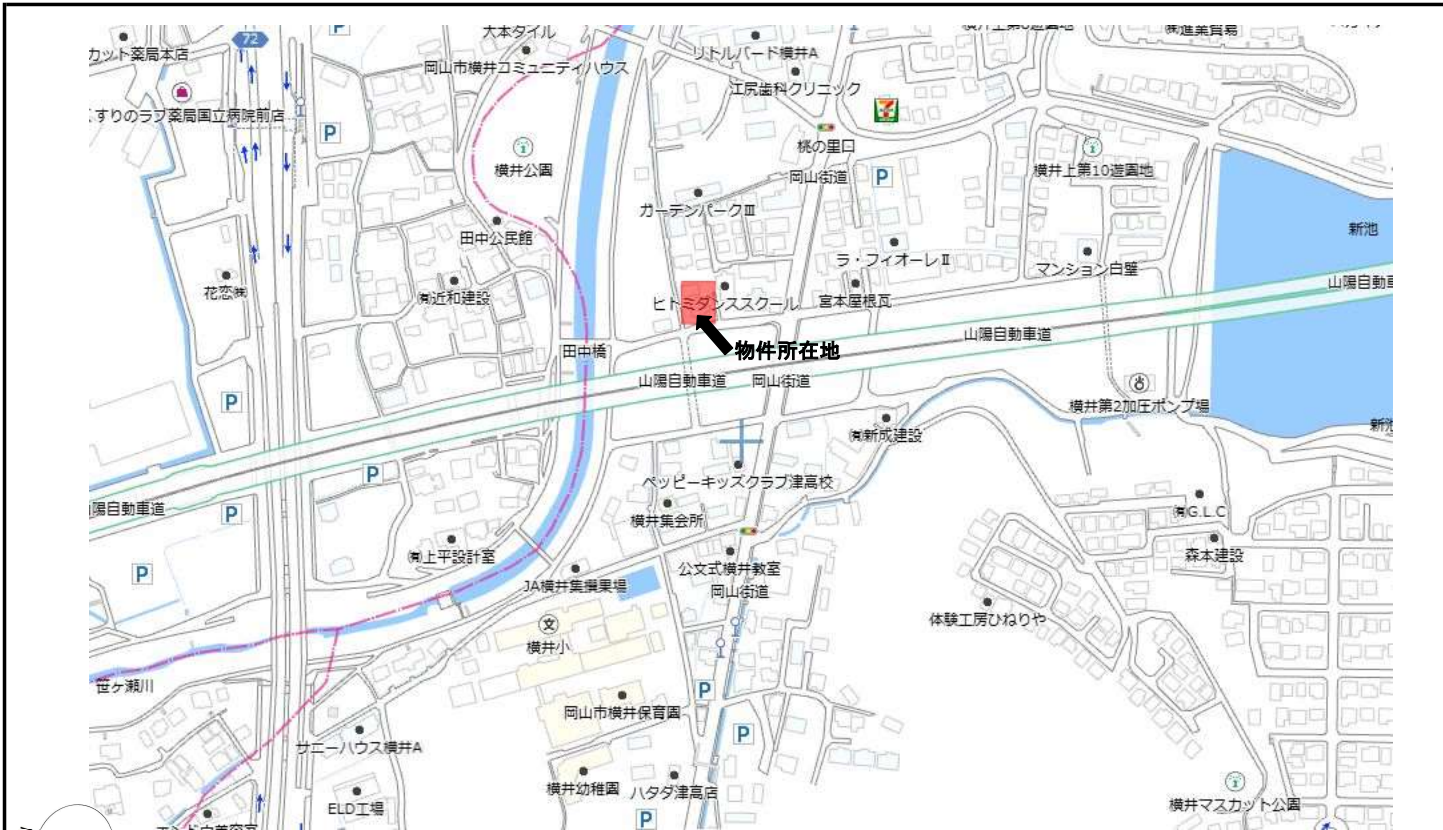 72
P
大本タイル
カット薬局本店
岡山市横井コミュニティハウス
リトルバード横井A
㈱進業貿易
江尻歯科クリニック
くすりのラブ薬局国立病院前店
P
7
桃の里口
横井公園
岡山街道
P
横井上第10遊園地
ガーデンパークⅢ
田中公民館
新池
ラ・フィオーレⅡ
マンション白璧
花恋㈱
㈲近和建設
ヒトミダンススクール
宮本屋根瓦
山陽自動車
田中橋
物件所在地
山陽自動車道
山陽自動車道
岡山街道
P
横井第2加圧ポンプ場
㈲新成建設
新池
P
ペッピーキッズクラブ津高校
山陽自動車道
P
横井集会所
㈲G.L.C
㈲上平設計室
森本建設
P
公文式横井教室
JA横井集撰果場
岡山街道
体験工房ひねりや
文
横井小
笹ヶ瀬川
P
岡山市横井保育園
P
サニーハウス横井A
横井幼稚園
ハタダ津高店
ELD工場
横井マスカット公園
P